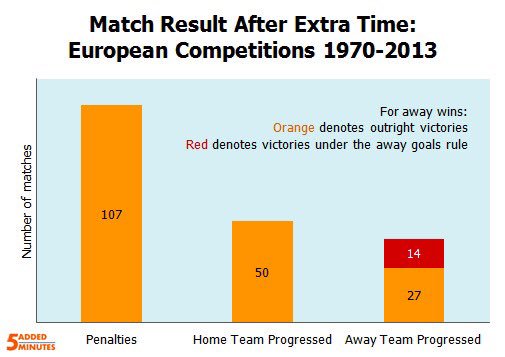 Match Result After Extra Time:
European Competitions 1970-2013
For away wins:
Orange denotes outright victories
Red denotes victories under the away goals rule
Number of matches
107
50
14
27
Penalties
Home Team Progressed
Away Team Progressed
5 ADDED
MINUTES